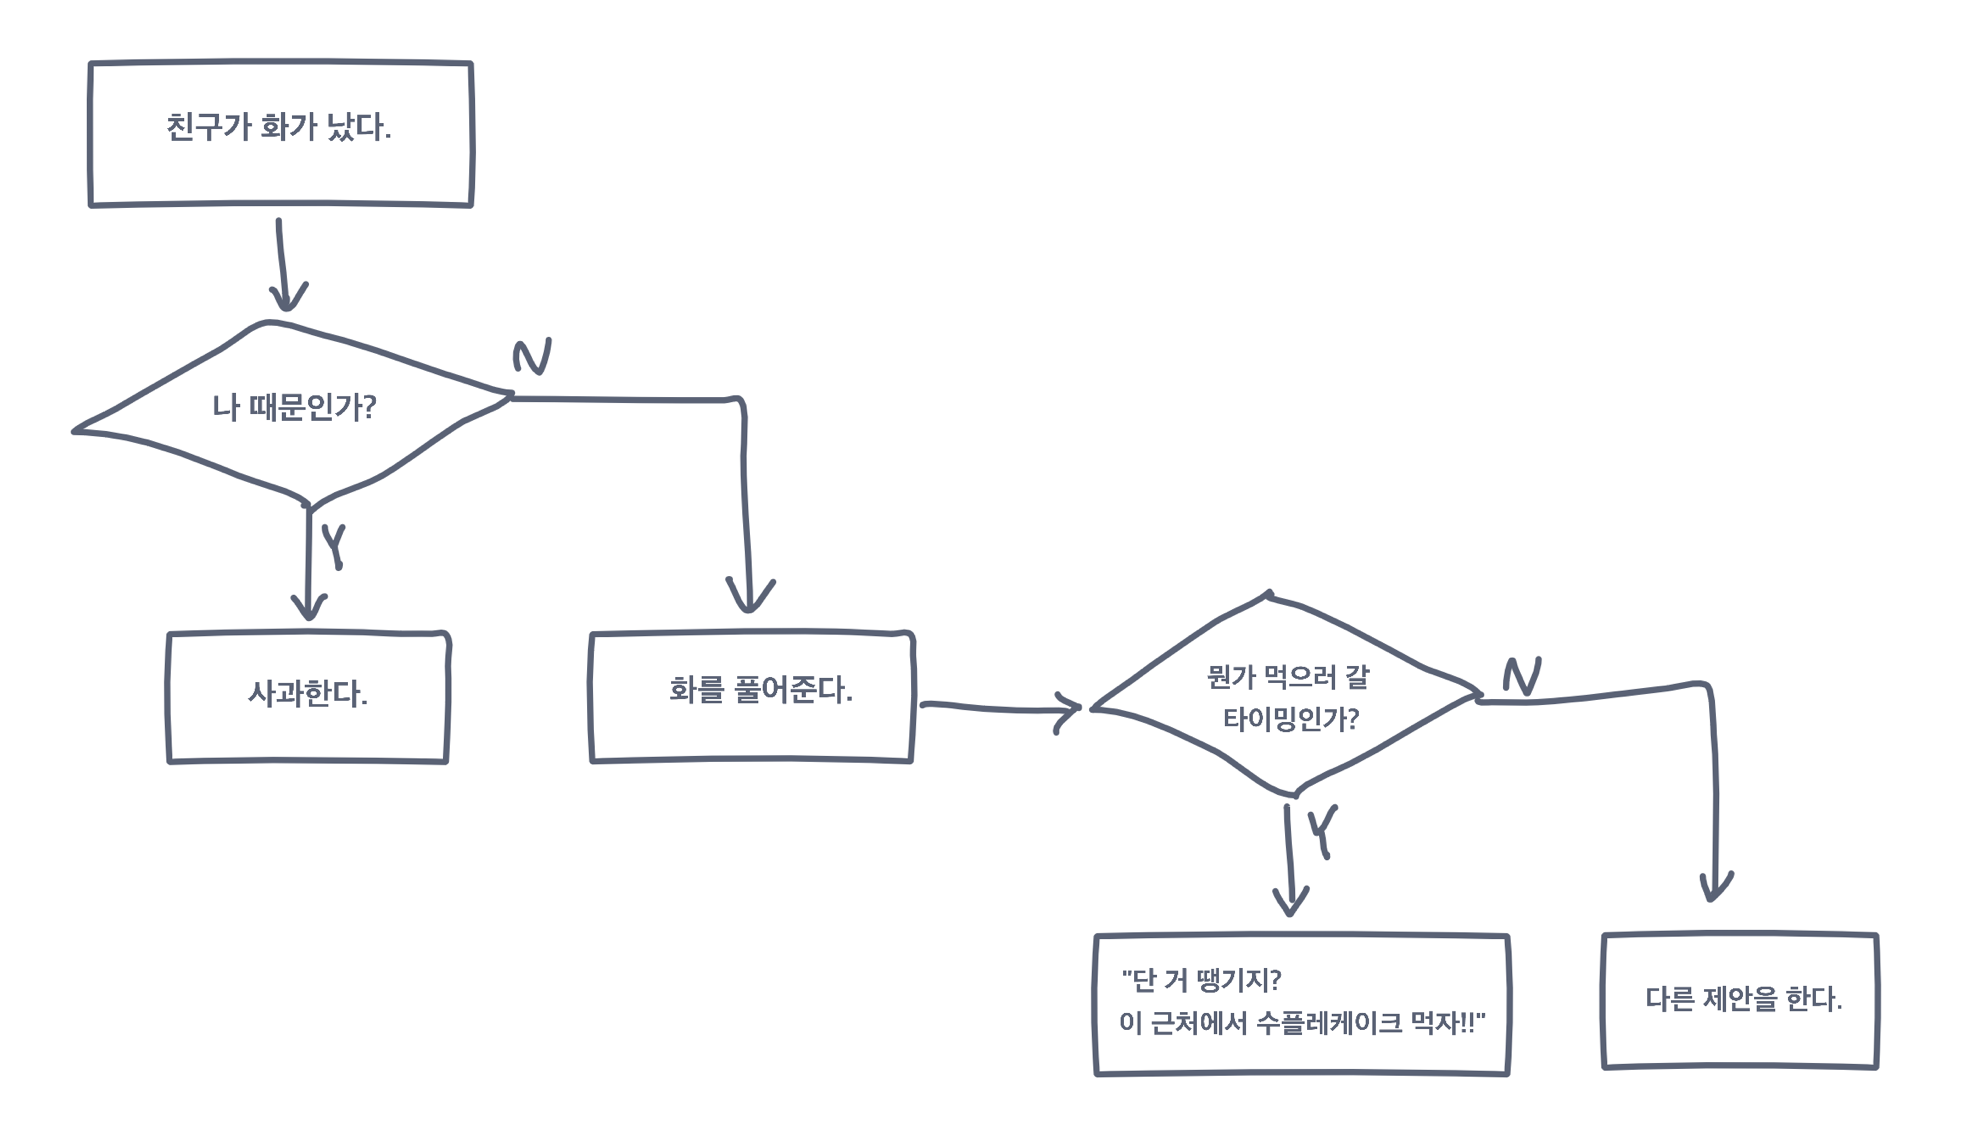 친구가 화가 났다.
나 때문인가?
N
Y
사과한다.
화를 풀어준다.
뭔가 먹으러 갈
타이밍인가?
N
Y
"단 거 땡기지?
이 근처에서 수플레케이크 먹자!!"
다른 제안을 한다.